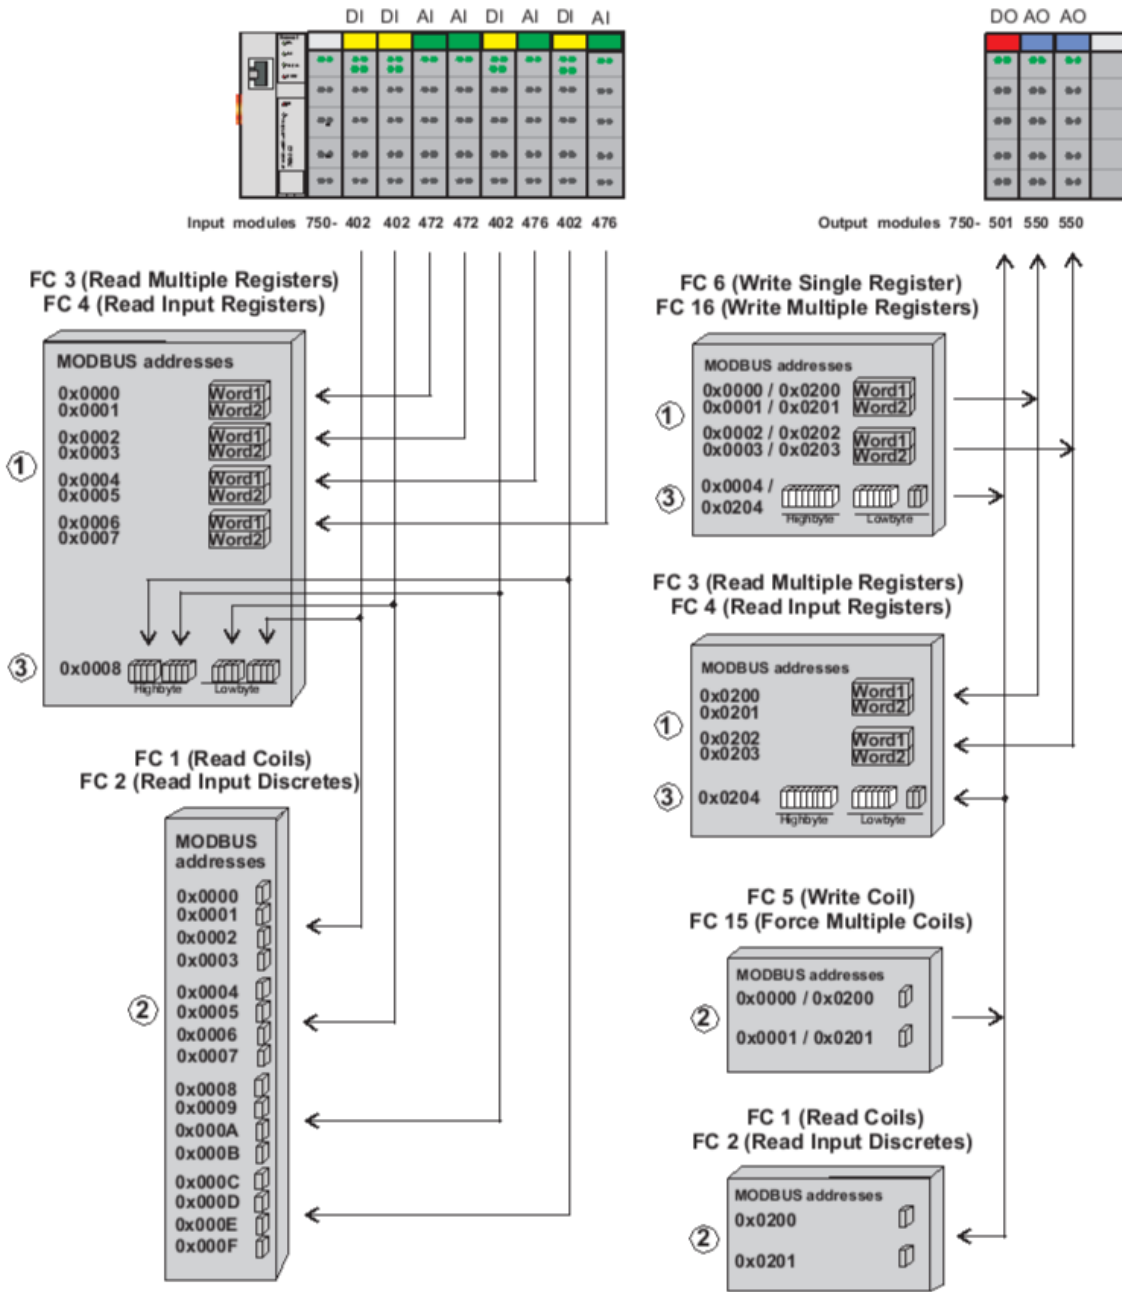 DI DI AI AI DI AI DI AI
Input modules 750- 402 402 472 472 402 476 402 476
FC 3 (Read Multiple Registers)
FC 4 (Read Input Registers)
MODBUS addresses
0x0000 Word1
0x0001 Word2
0x0002 Word1
0x0003 Word2
1
0x0004 Word1
0x0005 Word2
0x0006 Word1
0x0007 Word2
3 0x0008
Highbyte Lowbyte
FC 1 (Read Coils)
FC 2 (Read Input Discretes)
MODBUS
addresses
0x0000
0x0001
0x0002
0x0003
0x0004
2 0x0005
0x0006
0x0007
0x0008
0x0009
0x000A
0x000B
0x000C
0x000D
0x000E
0x000F
DO AO AO
Output modules 750- 501 550 550
FC 6 (Write Single Register)
FC 16 (Write Multiple Registers)
MODBUS addresses
0x0000 / 0x0200 Word1
1
0x0001 / 0x0201 Word2
0x0002 / 0x0202 Word1
0x0003 / 0x0203 Word2
3 0x0004 /
0x0204
Highbyte Lowbyte
FC 3 (Read Multiple Registers)
FC 4 (Read Input Registers)
MODBUS addresses
0x0200 Word1
0x0201 Word2
1
0x0202 Word1
0x0203 Word2
3 0x0204
Highbyte Lowbyte
FC 5 (Write Coil)
FC 15 (Force Multiple Coils)
MODBUS addresses
0x0000 / 0x0200
2
0x0001 / 0x0201
FC 1 (Read Coils)
FC 2 (Read Input Discretes)
MODBUS addresses
0x0200
2
0x0201